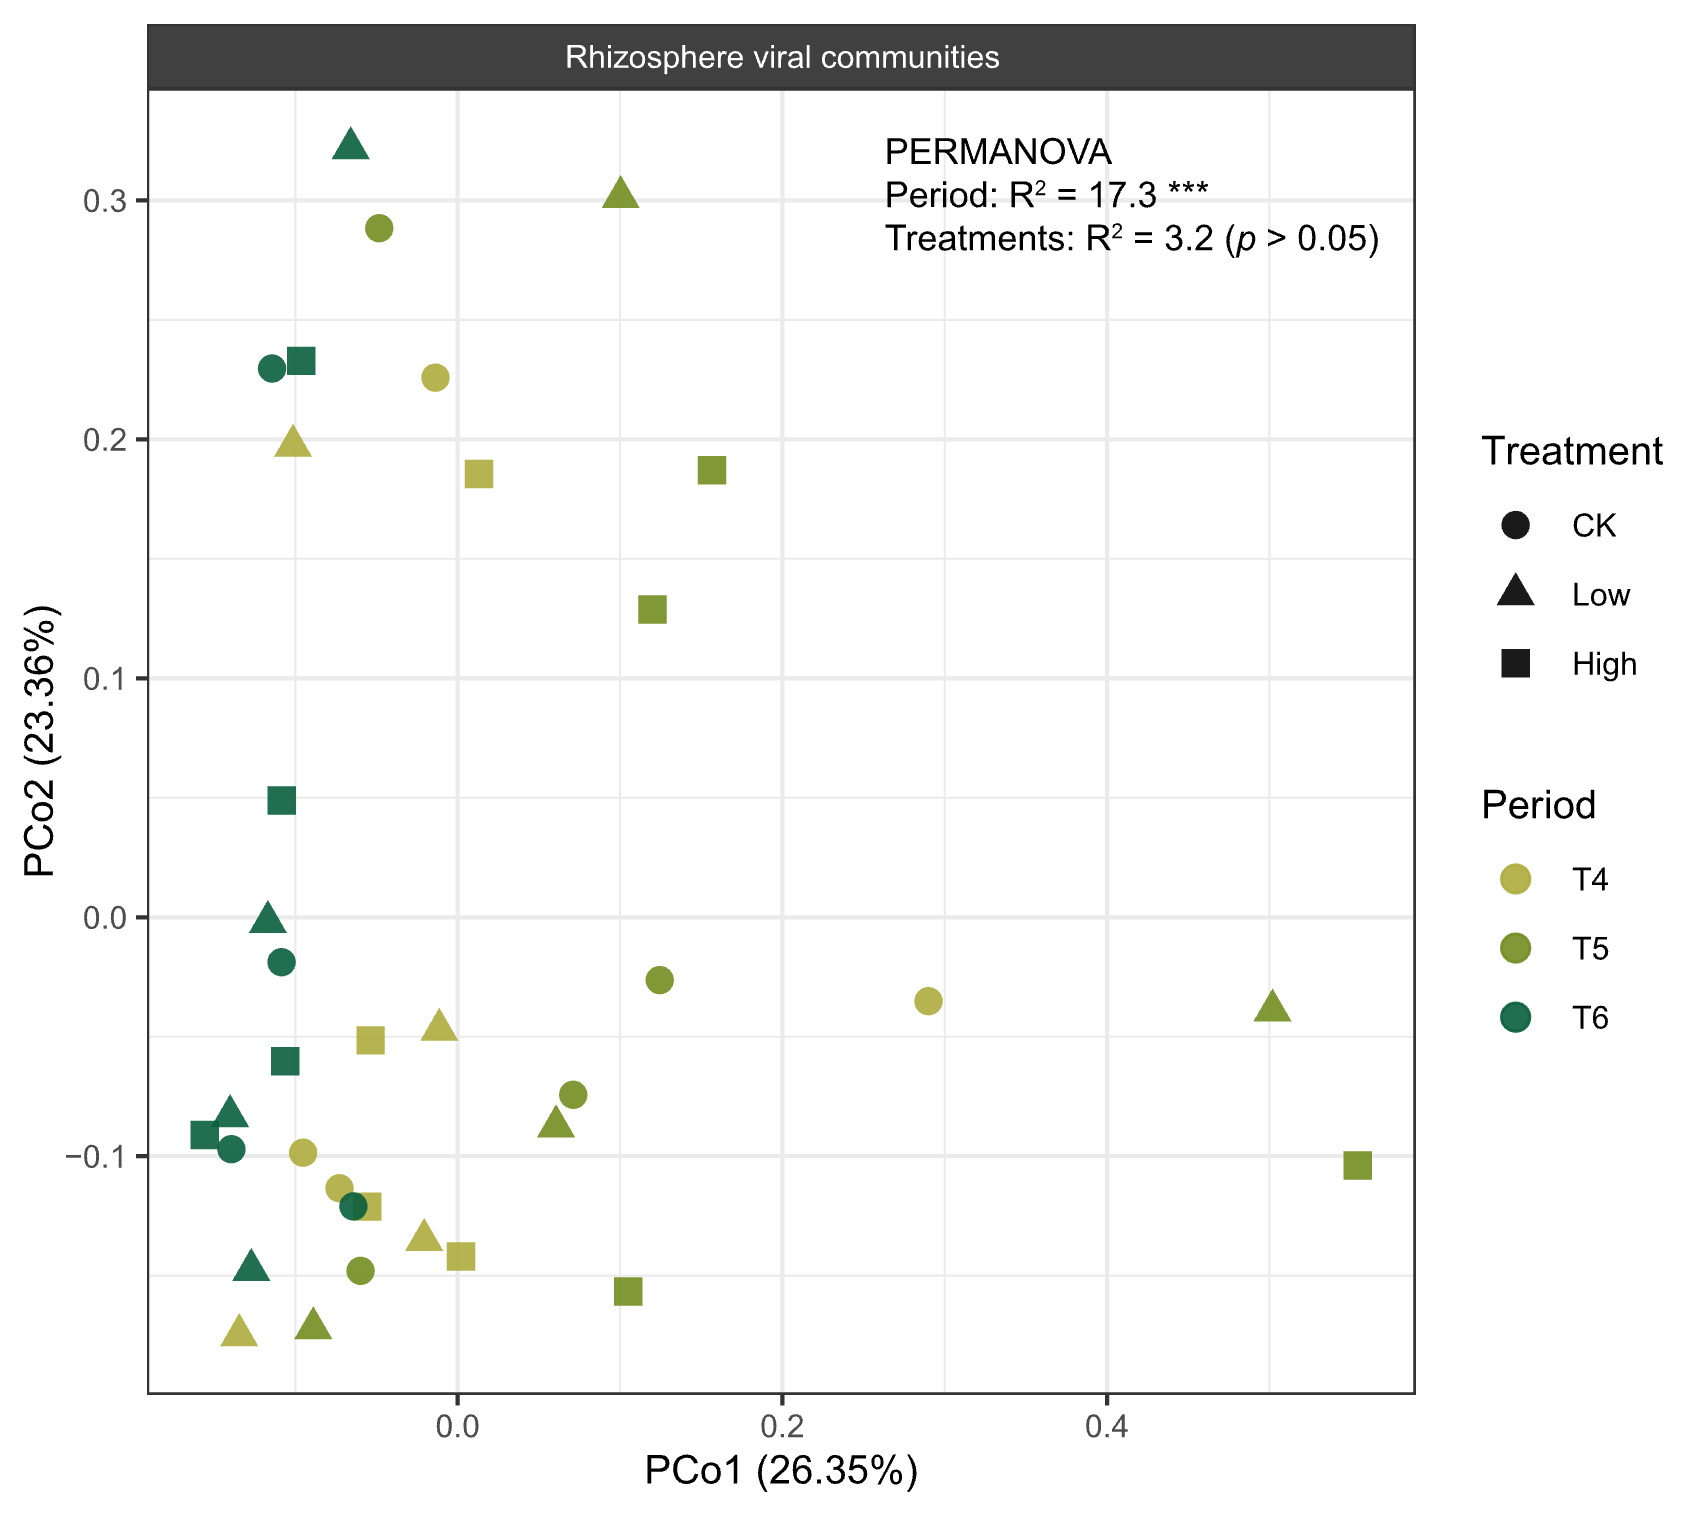 Rhizosphere viral communities
PERMANOVA
Period: R² = 17.3 ***
Treatments: R² = 3.2 (p > 0.05)
0.3
0.2
0.1
0.0
−0.1
PCo2 (23.36%)
0.0
0.2
0.4
PCo1 (26.35%)
Treatment
CK
Low
High
Period
T4
T5
T6